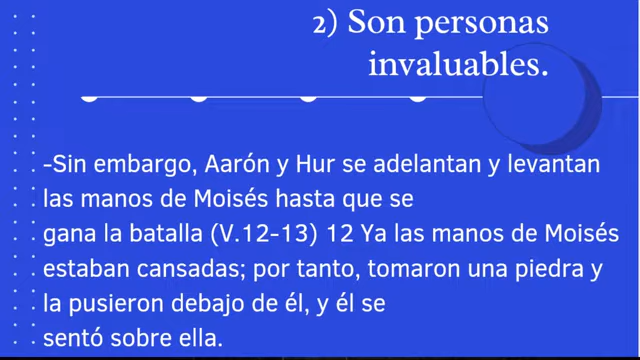 2) Son personas
invaluables.
-Sin embargo, Aarón y Hur se adelantan y levantan
las manos de Moisés hasta que se
gana la batalla (V.12-13) 12 Ya las manos de Moisés
estaban cansadas; por tanto, tomaron una piedra y
la pusieron debajo de él, y él se
sentó sobre ella.